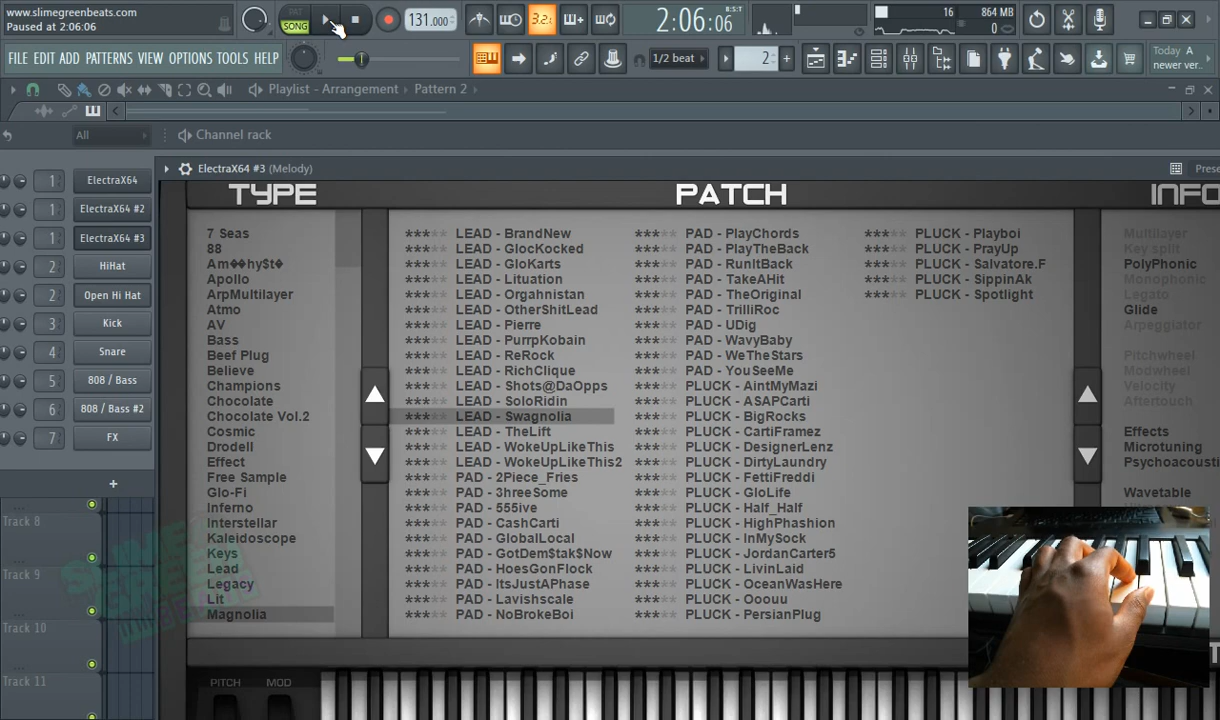 www.slimegreenbeats.com
Paused at 2:06:06
PAT
SONG
131.000
3.2.
2:06:06
B:S:T
16
864 MB
0
FILE EDIT ADD PATTERNS VIEW OPTIONS TOOLS HELP
1/2 beat
2
Today A
newer ver..
Playlist - Arrangement › Pattern 2 ›
All
Channel rack
ElectraX64 #3 (Melody)
Prese
1 ElectraX64
1 ElectraX64 #2
1 ElectraX64 #3
2 HiHat
2 Open Hi Hat
3 Kick
4 Snare
5 808 / Bass
6 808 / Bass #2
7 FX
+
Track 8
Track 9
Track 10
Track 11
TYPE
7 Seas
88
Am��hy$t�
Apollo
ArpMultilayer
Atmo
AV
Bass
Beef Plug
Believe
Champions
Chocolate
Chocolate Vol.2
Cosmic
Drodell
Effect
Free Sample
Glo-Fi
Inferno
Interstellar
Kaleidoscope
Keys
Lead
Legacy
Lit
Magnolia
PATCH
LEAD - BrandNew
LEAD - GlocKocked
LEAD - GloKarts
LEAD - Lituation
LEAD - Orgahnistan
LEAD - OtherShitLead
LEAD - Pierre
LEAD - PurrpKobain
LEAD - ReRock
LEAD - RichClique
LEAD - Shots@DaOpps
LEAD - SoloRidin
LEAD - Swagnolia
LEAD - TheLift
LEAD - WokeUpLikeThis
LEAD - WokeUpLikeThis2
PAD - 2Piece_Fries
PAD - 3hreeSome
PAD - 555ive
PAD - CashCarti
PAD - GlobalLocal
PAD - GotDem$tak$Now
PAD - HoesGonFlock
PAD - ItsJustAPhase
PAD - Lavishscale
PAD - NoBrokeBoi
PAD - PlayChords
PAD - PlayTheBack
PAD - RunItBack
PAD - TakeAHit
PAD - TheOriginal
PAD - TrilliRoc
PAD - UDig
PAD - WavyBaby
PAD - WeTheStars
PAD - YouSeeMe
PLUCK - AintMyMazi
PLUCK - ASAPCarti
PLUCK - BigRocks
PLUCK - CartiFramez
PLUCK - DesignerLenz
PLUCK - DirtyLaundry
PLUCK - FettiFreddi
PLUCK - GloLife
PLUCK - Half_Half
PLUCK - HighPhashion
PLUCK - InMySock
PLUCK - JordanCarter5
PLUCK - LivinLaid
PLUCK - OceanWasHere
PLUCK - Ooouu
PLUCK - PersianPlug
PLUCK - Playboi
PLUCK - PrayUp
PLUCK - Salvatore.F
PLUCK - SippinAk
PLUCK - Spotlight
INFO
Multilayer
Key split
PolyPhonic
Monophonic
Legato
Glide
Arpeggiator
Pitchwheel
Modwheel
Velocity
Aftertouch
Effects
Microtuning
Psychoacousti
Wavetable
PITCH
MOD